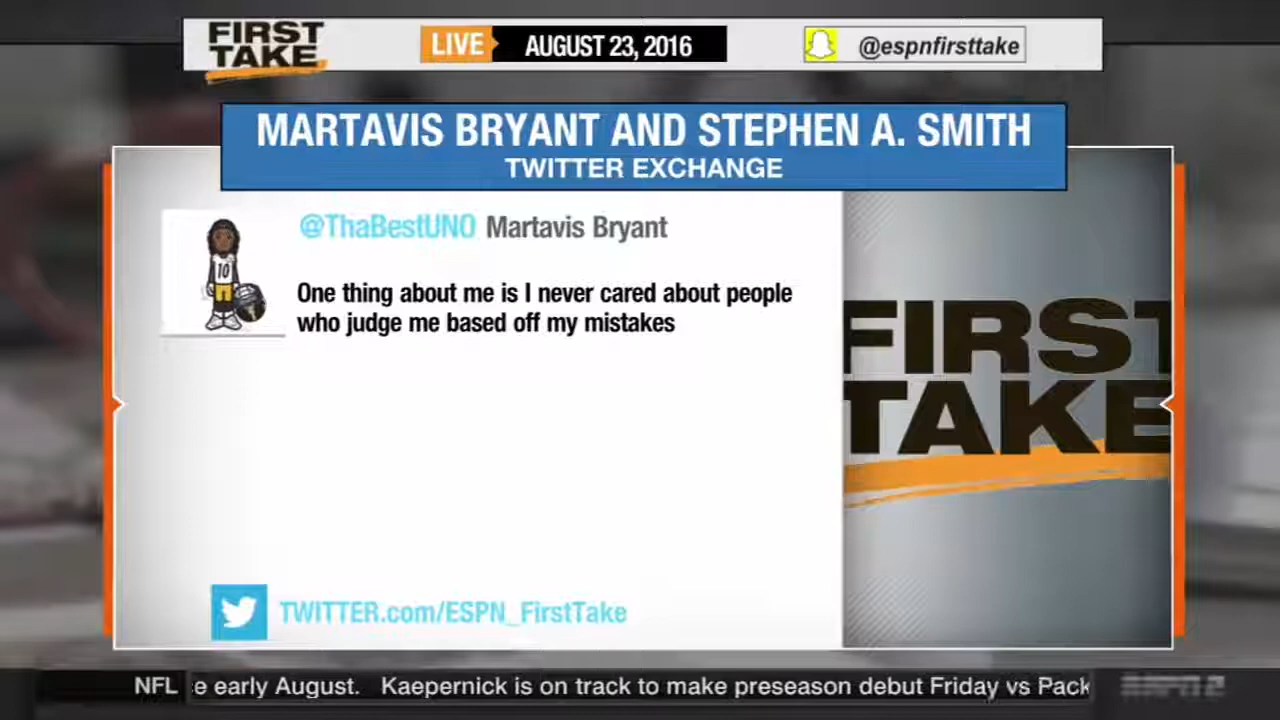 FIRST
TAKE
LIVE AUGUST 23, 2016
@espnfirsttake
MARTAVIS BRYANT AND STEPHEN A. SMITH
TWITTER EXCHANGE
@ThaBestUNO Martavis Bryant
10
One thing about me is I never cared about people
who judge me based off my mistakes
FIRST
TAKE
TWITTER.com/ESPN_FirstTake
NFL e early August. Kaepernick is on track to make preseason debut Friday vs Pack
ESPN2